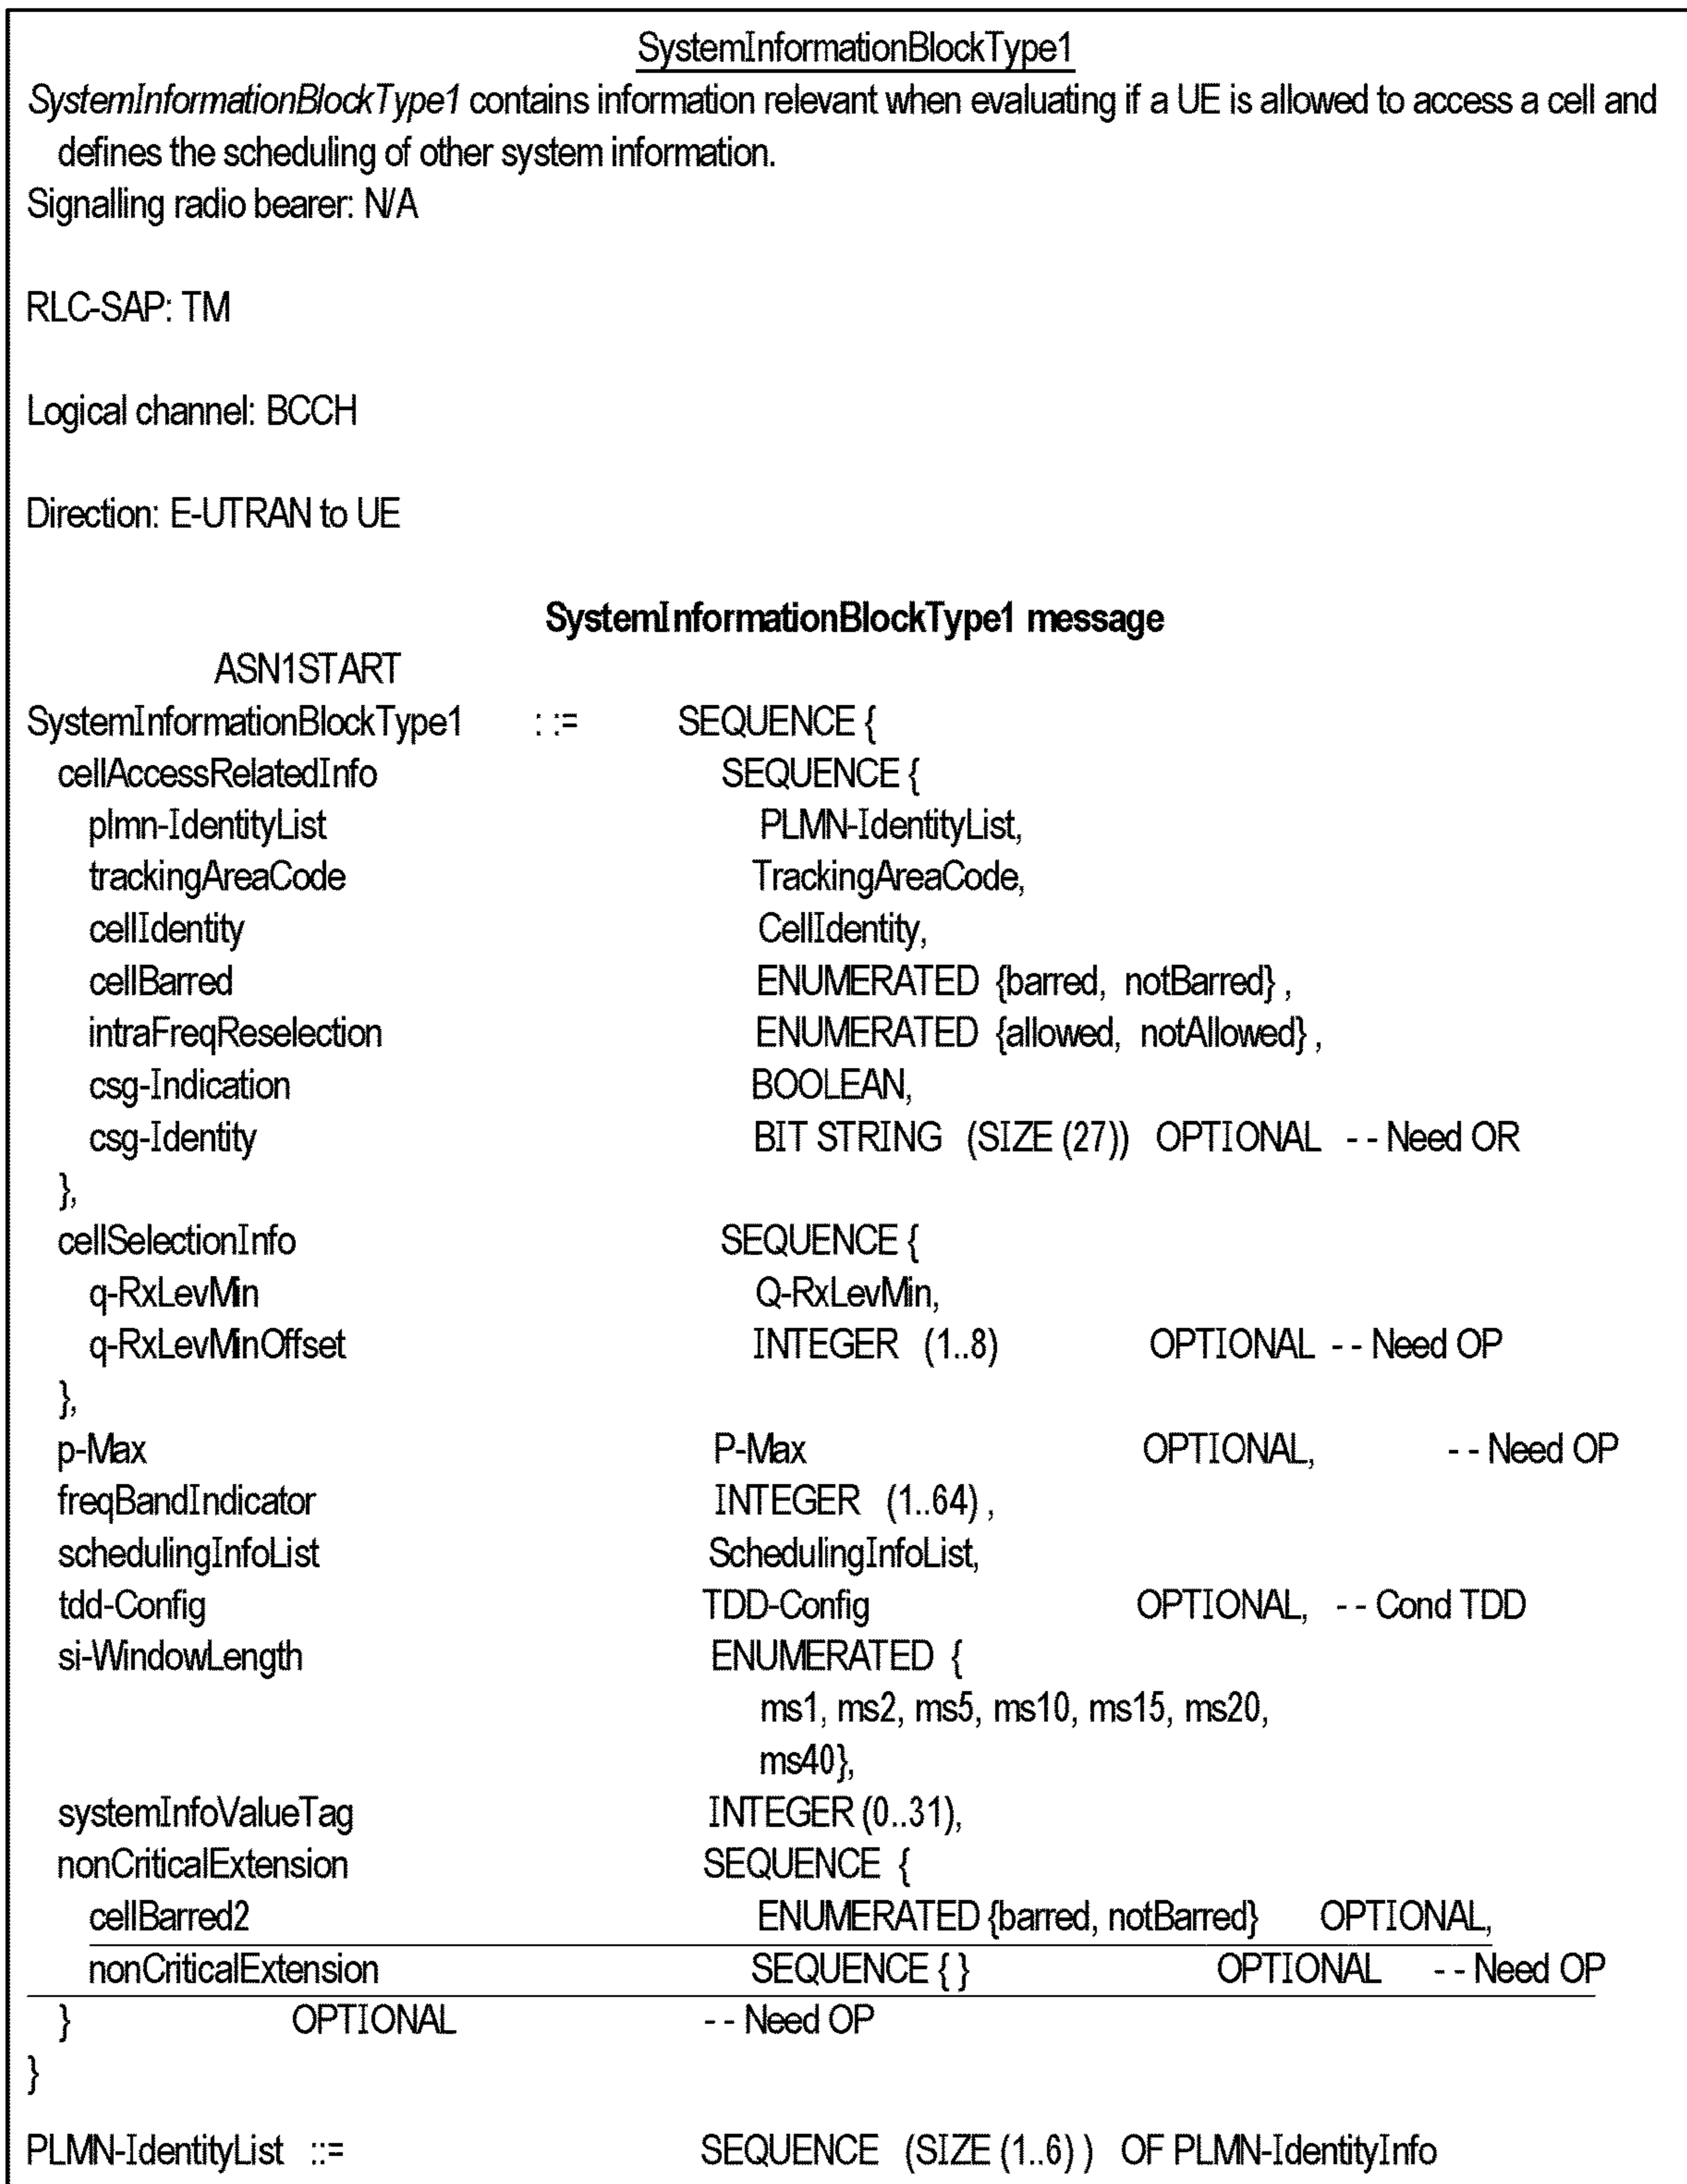 SystemInformationBlockType1
SystemInformationBlockType1 contains information relevant when evaluating if a UE is allowed to access a cell and
defines the scheduling of other system information.
Signalling radio bearer: N/A
RLC-SAP: TM
Logical channel: BCCH
Direction: E-UTRAN to UE
SystemInformationBlockType1 message
ASN1START
SystemInformationBlockType1 : := SEQUENCE {
cellAccessRelatedInfo SEQUENCE {
plmn-IdentityList PLMN-IdentityList,
trackingAreaCode TrackingAreaCode,
cellIdentity CellIdentity,
cellBarred ENUMERATED {barred, notBarred} ,
intraFreqReselection ENUMERATED {allowed, notAllowed} ,
csg-Indication BOOLEAN,
csg-Identity BIT STRING (SIZE (27)) OPTIONAL - - Need OR
},
cellSelectionInfo SEQUENCE {
q-RxLevMin Q-RxLevMin,
q-RxLevMinOffset INTEGER (1..8) OPTIONAL - - Need OP
},
p-Max P-Max OPTIONAL, - - Need OP
freqBandIndicator INTEGER (1..64) ,
schedulingInfoList SchedulingInfoList,
tdd-Config TDD-Config OPTIONAL, - - Cond TDD
si-WindowLength ENUMERATED {
ms1, ms2, ms5, ms10, ms15, ms20,
ms40},
systemInfoValueTag INTEGER (0..31),
nonCriticalExtension SEQUENCE {
cellBarred2 ENUMERATED {barred, notBarred} OPTIONAL,
nonCriticalExtension SEQUENCE { } OPTIONAL - - Need OP
} OPTIONAL - - Need OP
}
PLMN-IdentityList ::= SEQUENCE (SIZE (1..6) ) OF PLMN-IdentityInfo